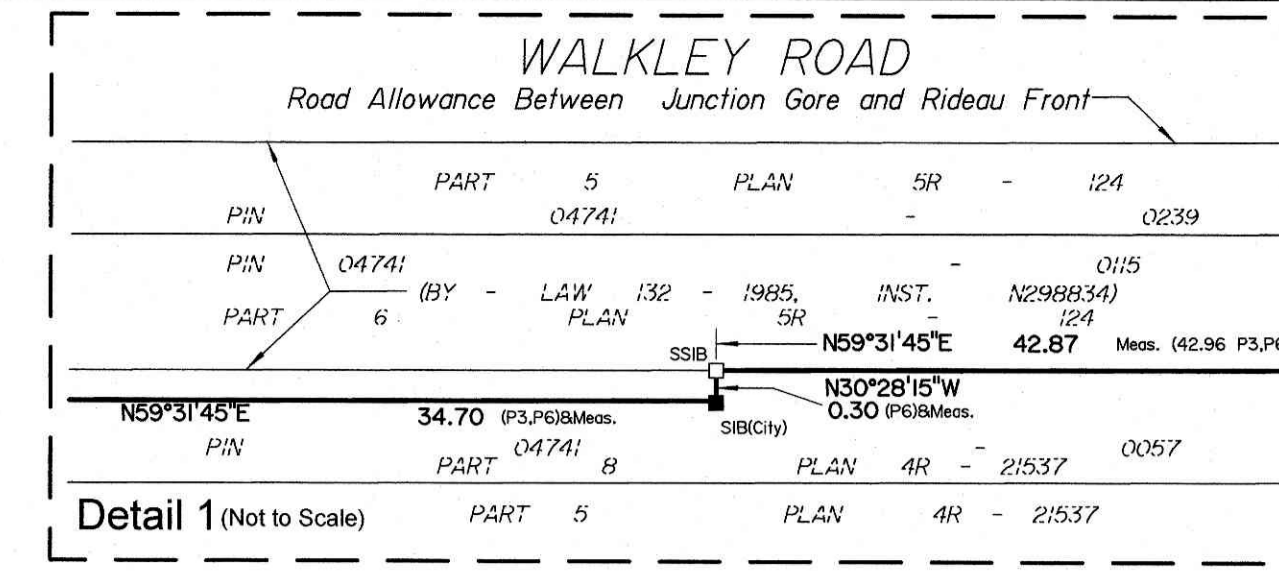 WALKLEY ROAD
Road Allowance Between Junction Gore and Rideau Front
PART 5 PLAN 5R - 124
PIN 04741 - 0239
PIN 04741 - 0115
(BY - LAW 132 - 1985, INST. N298834)
PART 6 PLAN 5R - 124
SSIB N59°31'45"E 42.87 Meas. (42.96 P3,P6
N30°28'15"W
0.30 (P6)&Meas.
N59°31'45"E 34.70 (P3,P6)&Meas. SIB(City)
PIN 04741 - 0057
PART 8 PLAN 4R - 21537
Detail 1 (Not to Scale) PART 5 PLAN 4R - 21537